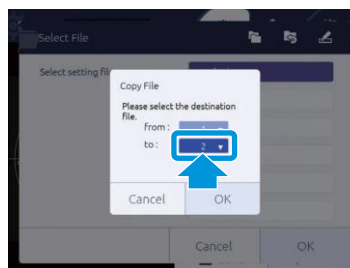 Select File
Select setting fil
Copy File
Please select the destination
file.
from :
to :
2
Cancel
OK
Cancel
OK